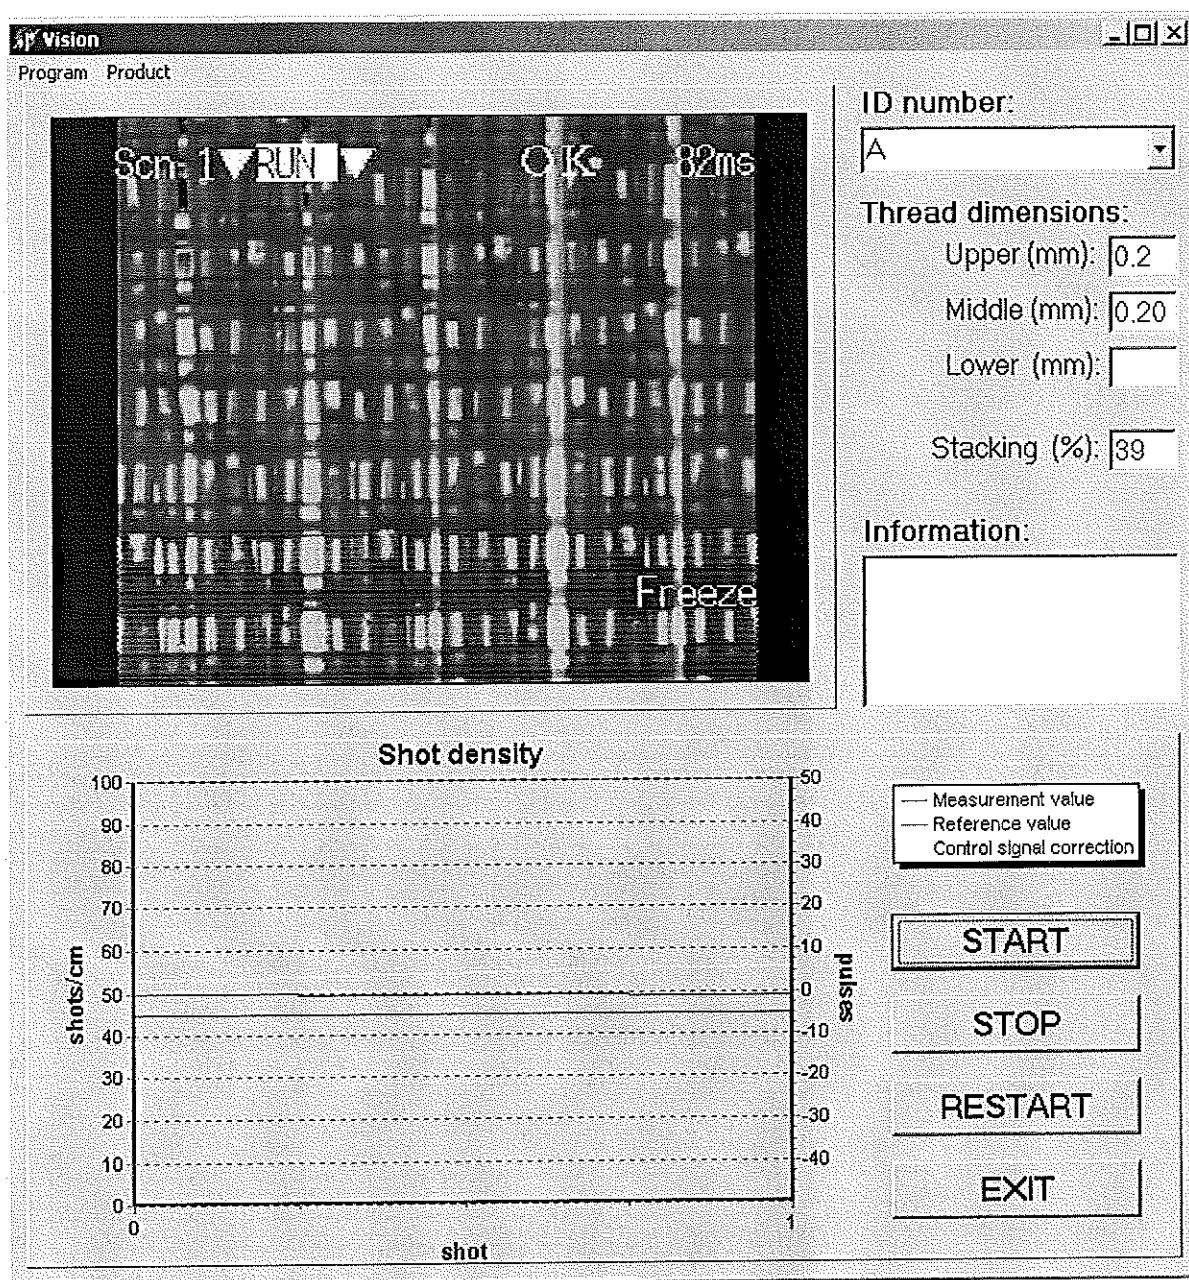 Vision
Program Product
Scn 1 RUN OK 82ms
Freeze
ID number:
A
Thread dimensions:
Upper (mm): 0.2
Middle (mm): 0.20
Lower (mm):
Stacking (%): 39
Information:
Shot density
100
90
80
70
60
50
40
30
20
10
0
shots/cm
50
40
30
20
10
0
-10
-20
-30
-40
pulses
0 1
shot
Measurement value
Reference value
Control signal correction
START
STOP
RESTART
EXIT